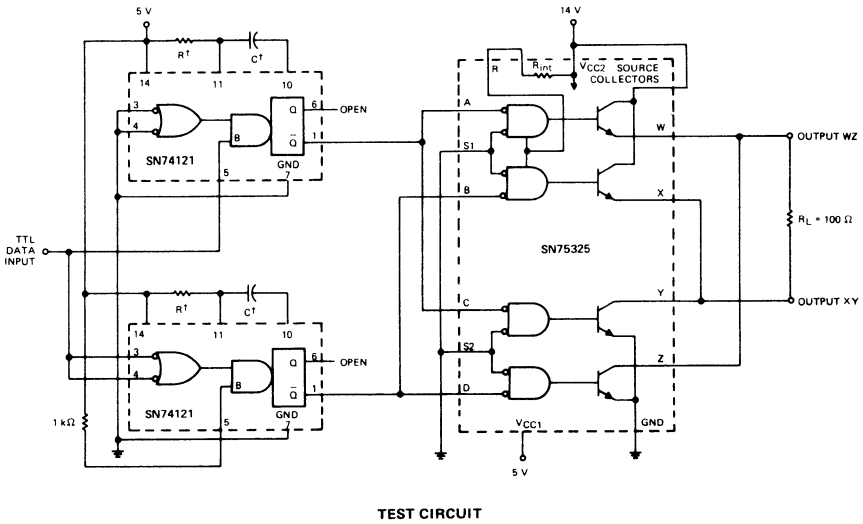 5 V
14 V
R†
C†
14
11
10
3
4
Q
6
OPEN
B
Q̅
1
SN74121
GND
5
7
R
Rint
VCC2 SOURCE
COLLECTORS
A
W
OUTPUT WZ
S1
B
X
RL = 100 Ω
SN75325
TTL
DATA
INPUT
R†
C†
14
11
10
3
4
Q
6
OPEN
B
Q̅
1
SN74121
GND
5
7
1 kΩ
C
Y
OUTPUT XY
S2
Z
D
VCC1
GND
5 V
TEST CIRCUIT